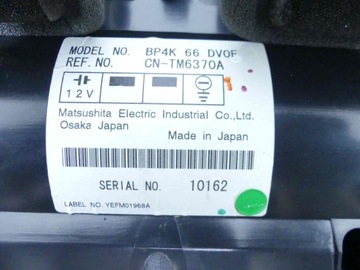 MODEL NO. BP4K 66 DV0F
REF. NO. CN-TM6370A
12V
Matsushita Electric Industrial Co.,Ltd.
Osaka Japan
Made in Japan
SERIAL NO. 10162
LABEL NO. YEFM01968A